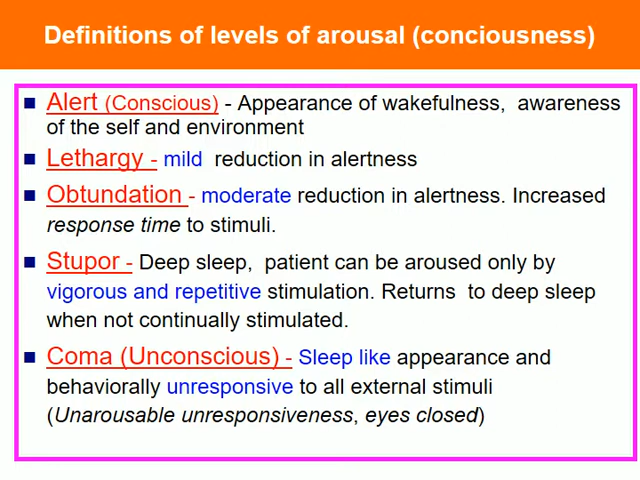 Definitions of levels of arousal (conciousness)
■ Alert (Conscious) - Appearance of wakefulness, awareness
of the self and environment
■ Lethargy - mild reduction in alertness
■ Obtundation - moderate reduction in alertness. Increased
response time to stimuli.
■ Stupor - Deep sleep, patient can be aroused only by
vigorous and repetitive stimulation. Returns to deep sleep
when not continually stimulated.
■ Coma (Unconscious) - Sleep like appearance and
behaviorally unresponsive to all external stimuli
(Unarousable unresponsiveness, eyes closed)